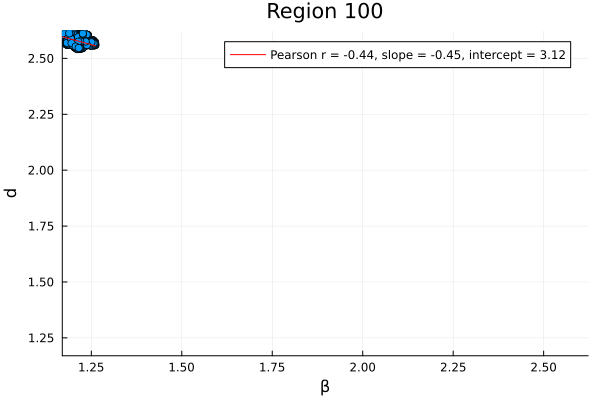 Region 100
Pearson r = -0.44, slope = -0.45, intercept = 3.12
d
2.50
2.25
2.00
1.75
1.50
1.25
1.25 1.50 1.75 2.00 2.25 2.50
β